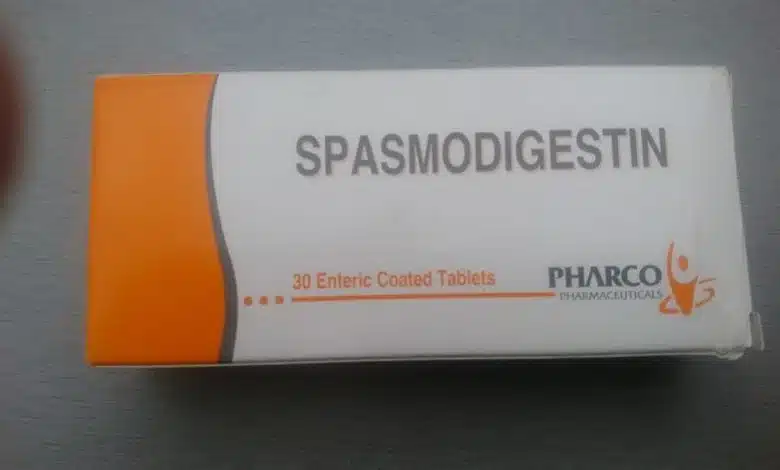 SPASMODIGESTIN
30 Enteric Coated Tablets
PHARCO
PHARMACEUTICALS